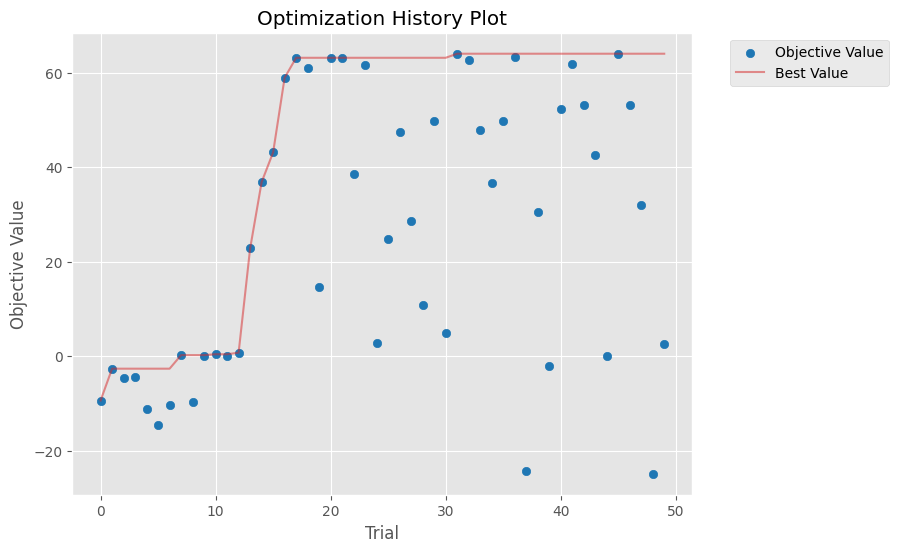 Optimization History Plot
Objective Value
Best Value
Objective Value
60
40
20
0
−20
0 10 20 30 40 50
Trial